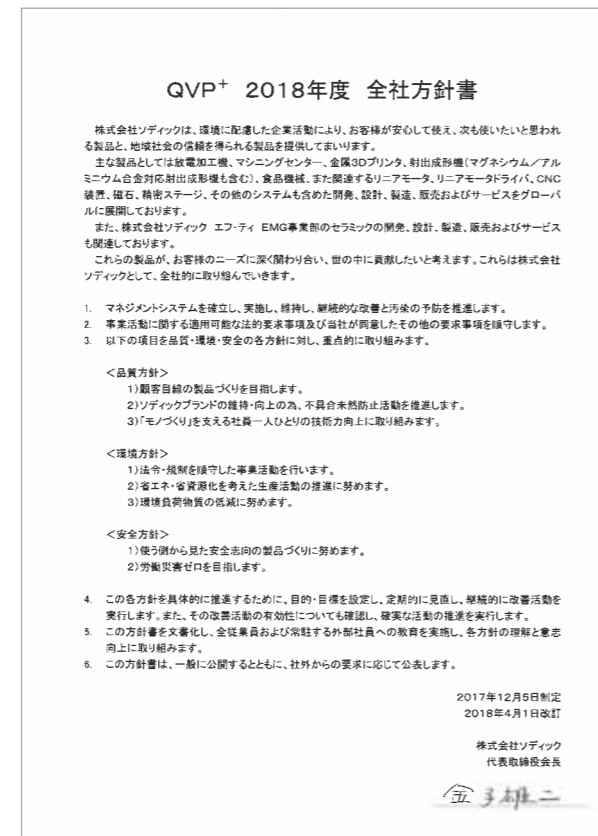 QVP+ 2018年度 全社方針書
株式会社ソディックは、環境に配慮した企業活動により、お客様が安心して使え、次も使いたいと思われ
る製品と、地域社会の信頼を得られる製品を提供してまいります。
主な製品としては放電加工機、マシニングセンター、金属3Dプリンタ、射出成形機(マグネシウム/アル
ミニウム合金対応射出成形機も含む)、食品機械、また関連するリニアモータ、リニアモータドライバ、CNC
装置、磁石、精密ステージ、その他のシステムも含めた開発、設計、製造、販売およびサービスをグローバ
ルに展開しております。
また、株式会社ソディック エフ・ティ EMG事業部のセラミックの開発、設計、製造、販売およびサービス
も関連しております。
これらの製品が、お客様のニーズに深く関わり合い、世の中に貢献したいと考えます。これらは株式会社
ソディックとして、全社的に取り組んでいきます。
1. マネジメントシステムを確立し、実施し、維持し、継続的な改善と汚染の予防を推進します。
2. 事業活動に関する適用可能な法的要求事項及び当社が同意したその他の要求事項を順守します。
3. 以下の項目を品質・環境・安全の各方針に対し、重点的に取り組みます。
<品質方針>
1)顧客目線の製品づくりを目指します。
2)ソディックブランドの維持・向上の為、不具合未然防止活動を推進します。
3)「モノづくり」を支える社員一人ひとりの技術力向上に取り組みます。
<環境方針>
1)法令・規制を順守した事業活動を行います。
2)省エネ・省資源化を考えた生産活動の推進に努めます。
3)環境負荷物質の低減に努めます。
<安全方針>
1)使う側から見た安全志向の製品づくりに努めます。
2)労働災害ゼロを目指します。
4. この各方針を具体的に推進するために、目的・目標を設定し、定期的に見直し、継続的に改善活動を
実行します。また、その改善活動の有効性についても確認し、確実な活動の推進を実行します。
5. この方針書を文書化し、全従業員および常駐する外部社員への教育を実施し、各方針の理解と意志
向上に取り組みます。
6. この方針書は、一般に公開するとともに、社外からの要求に応じて公表します。
2017年12月5日制定
2018年4月1日改訂
株式会社ソディック
代表取締役会長
金子雄二